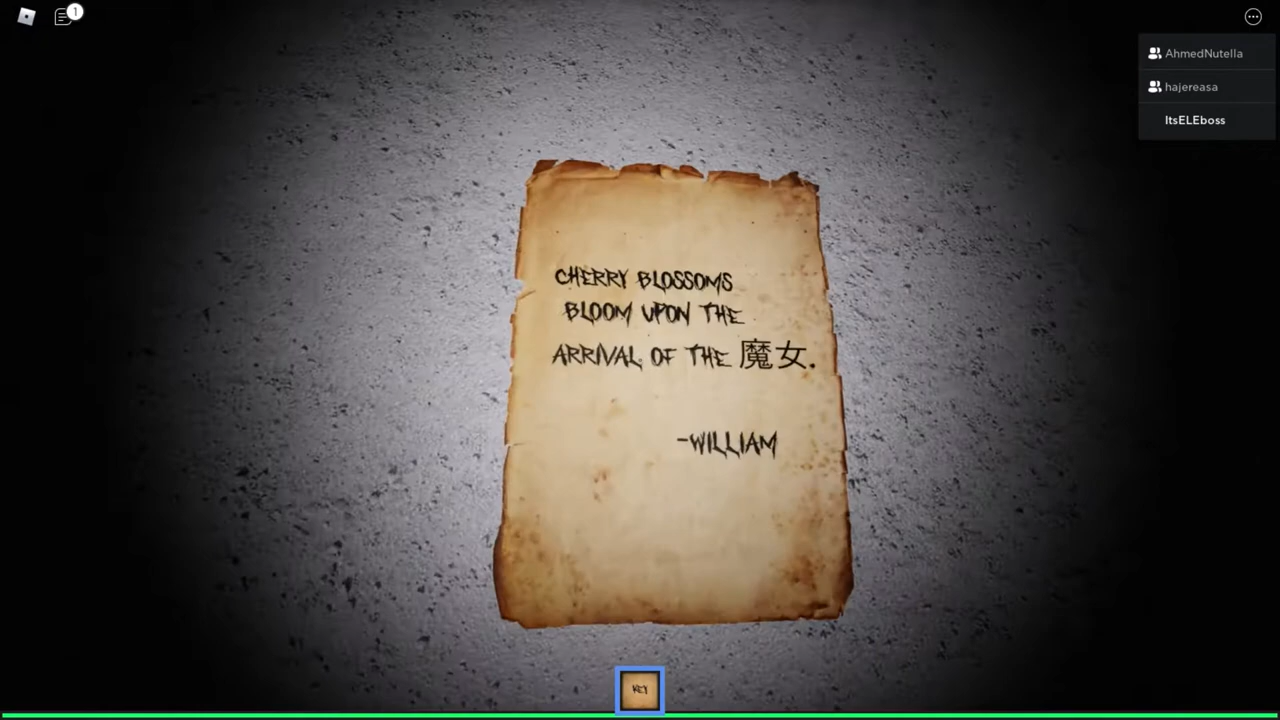 1
AhmedNutella
hajereasa
ItsELEboss
CHERRY BLOSSOMS
BLOOM UPON THE
ARRIVAL OF THE 魔女.
-WILLIAM
KEY